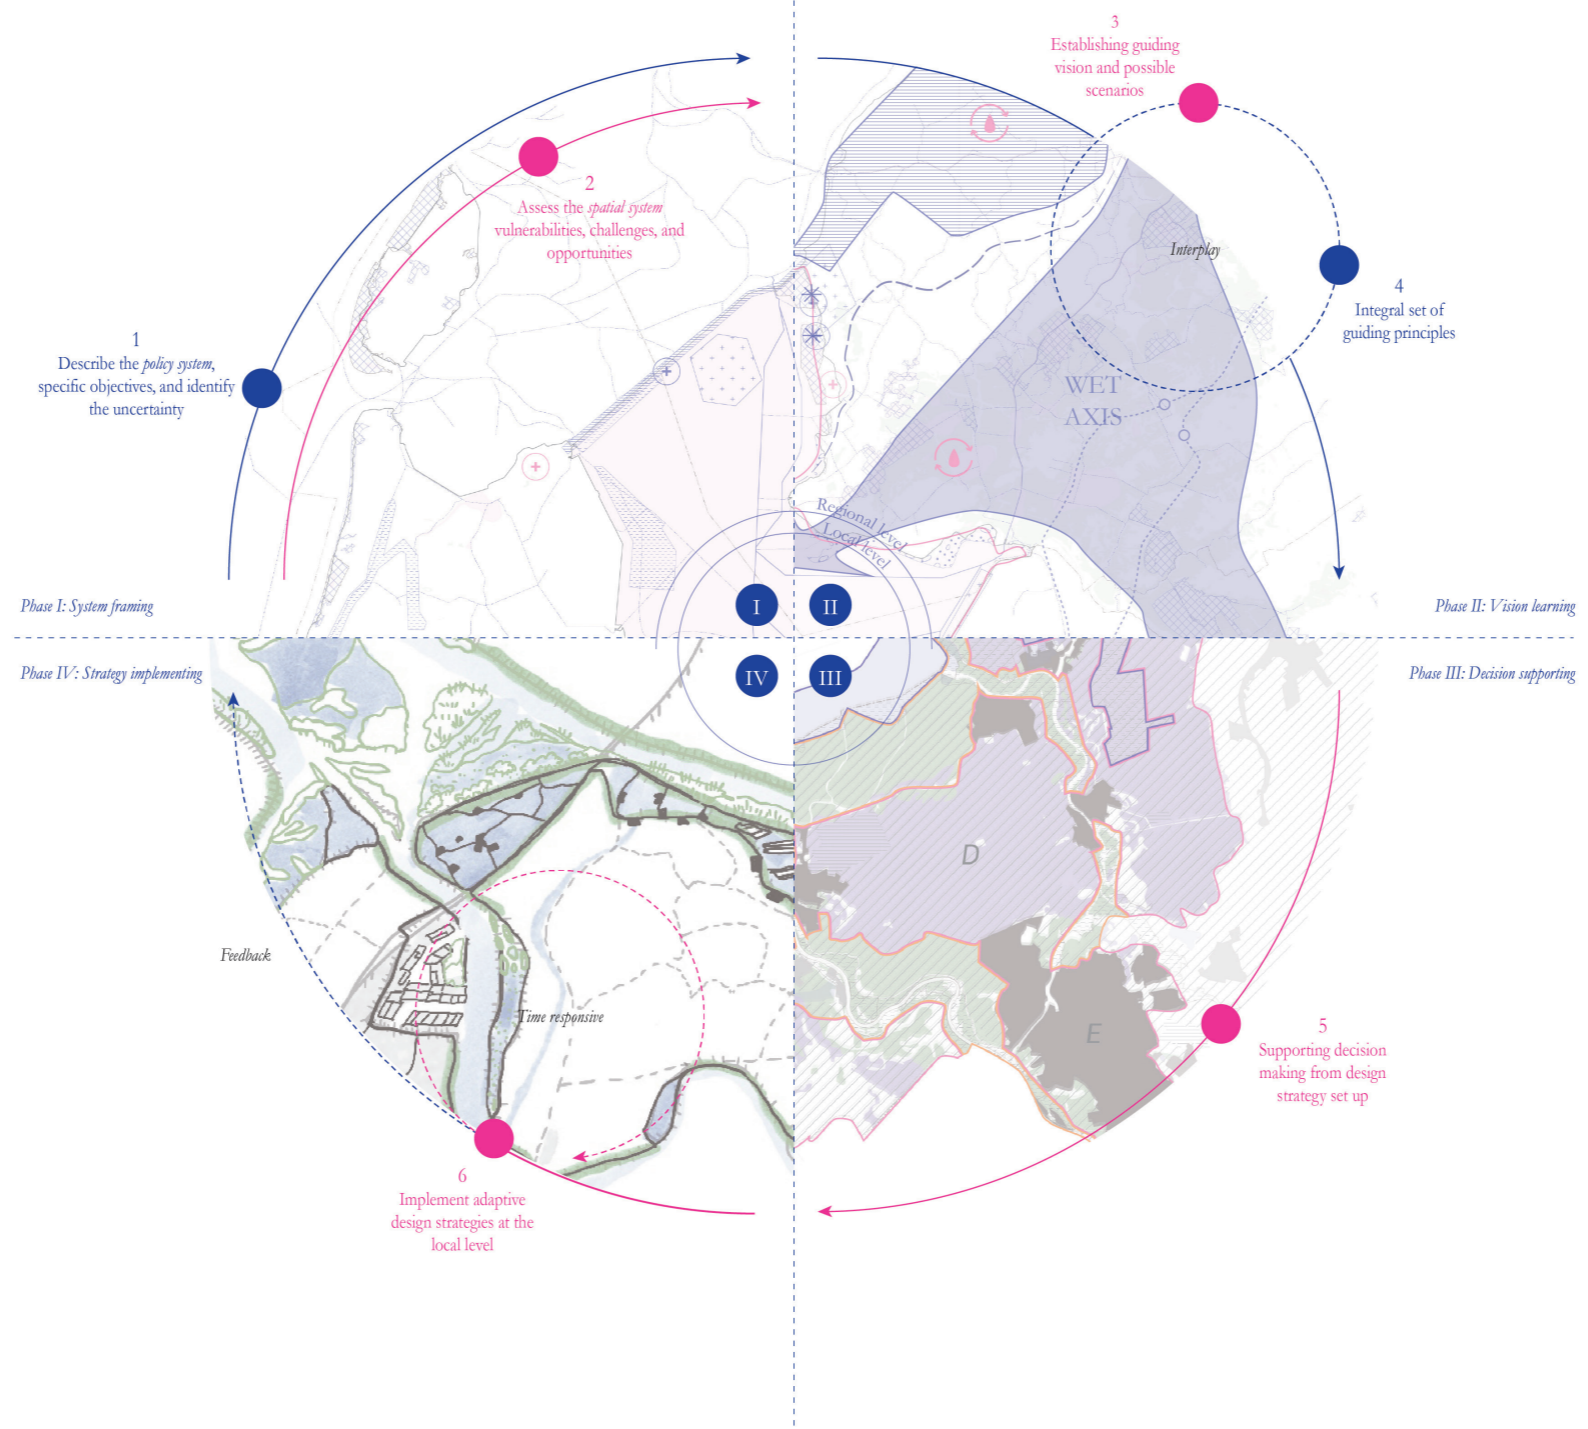 3
Establishing guiding
vision and possible
scenarios
2
Assess the spatial system
vulnerabilities, challenges, and
opportunities
Interplay
4
Integral set of
guiding principles
1
Describe the policy system,
specific objectives, and identify
the uncertainty
WET
AXIS
Regional level
Local level
Phase I: System framing
I
II
Phase II: Vision learning
Phase IV: Strategy implementing
IV
III
Phase III: Decision supporting
D
Feedback
Time responsive
E
5
Supporting decision
making from design
strategy set up
6
Implement adaptive
design strategies at the
local level